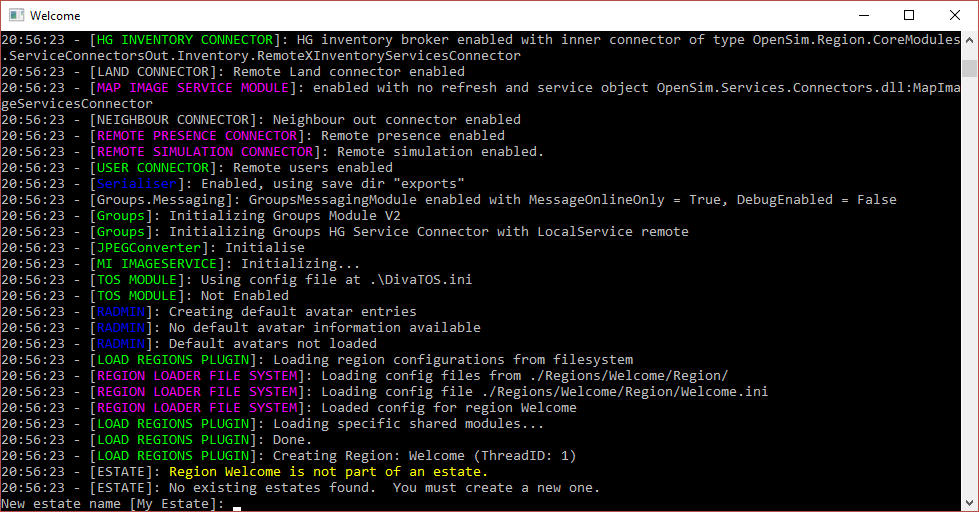 Welcome
20:56:23 - [HG INVENTORY CONNECTOR]: HG inventory broker enabled with inner connector of type OpenSim.Region.CoreModules
.ServiceConnectorsOut.Inventory.RemoteXInventoryServicesConnector
20:56:23 - [LAND CONNECTOR]: Remote Land connector enabled
20:56:23 - [MAP IMAGE SERVICE MODULE]: enabled with no refresh and service object OpenSim.Services.Connectors.dll:MapIma
geServicesConnector
20:56:23 - [NEIGHBOUR CONNECTOR]: Neighbour out connector enabled
20:56:23 - [REMOTE PRESENCE CONNECTOR]: Remote presence enabled
20:56:23 - [REMOTE SIMULATION CONNECTOR]: Remote simulation enabled.
20:56:23 - [USER CONNECTOR]: Remote users enabled
20:56:23 - [Serialiser]: Enabled, using save dir "exports"
20:56:23 - [Groups.Messaging]: GroupsMessagingModule enabled with MessageOnlineOnly = True, DebugEnabled = False
20:56:23 - [Groups]: Initializing Groups Module V2
20:56:23 - [Groups]: Initializing Groups HG Service Connector with LocalService remote
20:56:23 - [JPEGConverter]: Initialise
20:56:23 - [MI IMAGESERVICE]: Initializing...
20:56:23 - [TOS MODULE]: Using config file at .\DivaTOS.ini
20:56:23 - [TOS MODULE]: Not Enabled
20:56:23 - [RADMIN]: Creating default avatar entries
20:56:23 - [RADMIN]: No default avatar information available
20:56:23 - [RADMIN]: Default avatars not loaded
20:56:23 - [LOAD REGIONS PLUGIN]: Loading region configurations from filesystem
20:56:23 - [REGION LOADER FILE SYSTEM]: Loading config files from ./Regions/Welcome/Region/
20:56:23 - [REGION LOADER FILE SYSTEM]: Loading config file ./Regions/Welcome/Region/Welcome.ini
20:56:23 - [REGION LOADER FILE SYSTEM]: Loaded config for region Welcome
20:56:23 - [LOAD REGIONS PLUGIN]: Loading specific shared modules...
20:56:23 - [LOAD REGIONS PLUGIN]: Done.
20:56:23 - [LOAD REGIONS PLUGIN]: Creating Region: Welcome (ThreadID: 1)
20:56:23 - [ESTATE]: Region Welcome is not part of an estate.
20:56:23 - [ESTATE]: No existing estates found.  You must create a new one.
New estate name [My Estate]: